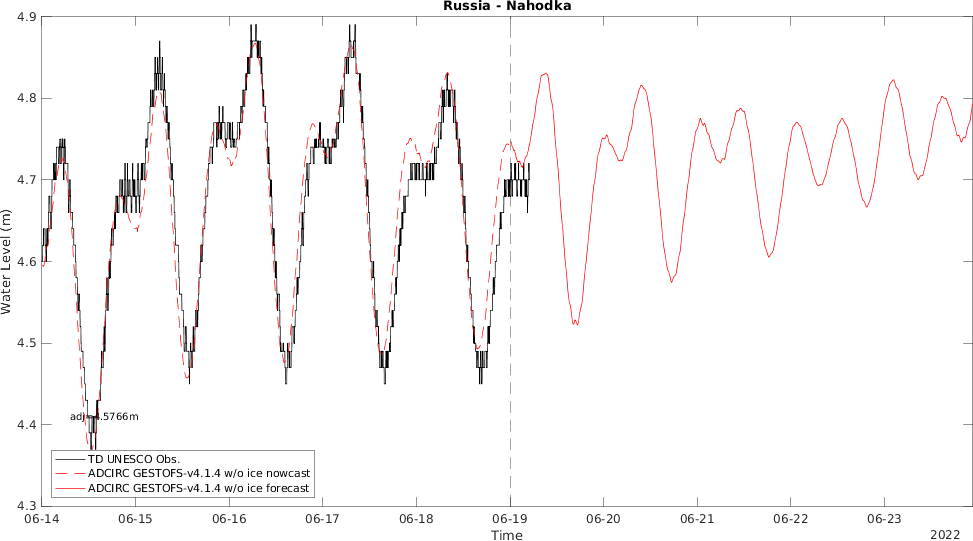 Russia - Nahodka
4.9
4.8
4.7
4.6
4.5
4.4
4.3
Water Level (m)
adj=4.5766m
TD UNESCO Obs.
ADCIRC GESTOFS-v4.1.4 w/o ice nowcast
ADCIRC GESTOFS-v4.1.4 w/o ice forecast
06-14 06-15 06-16 06-17 06-18 06-19 06-20 06-21 06-22 06-23
Time
2022